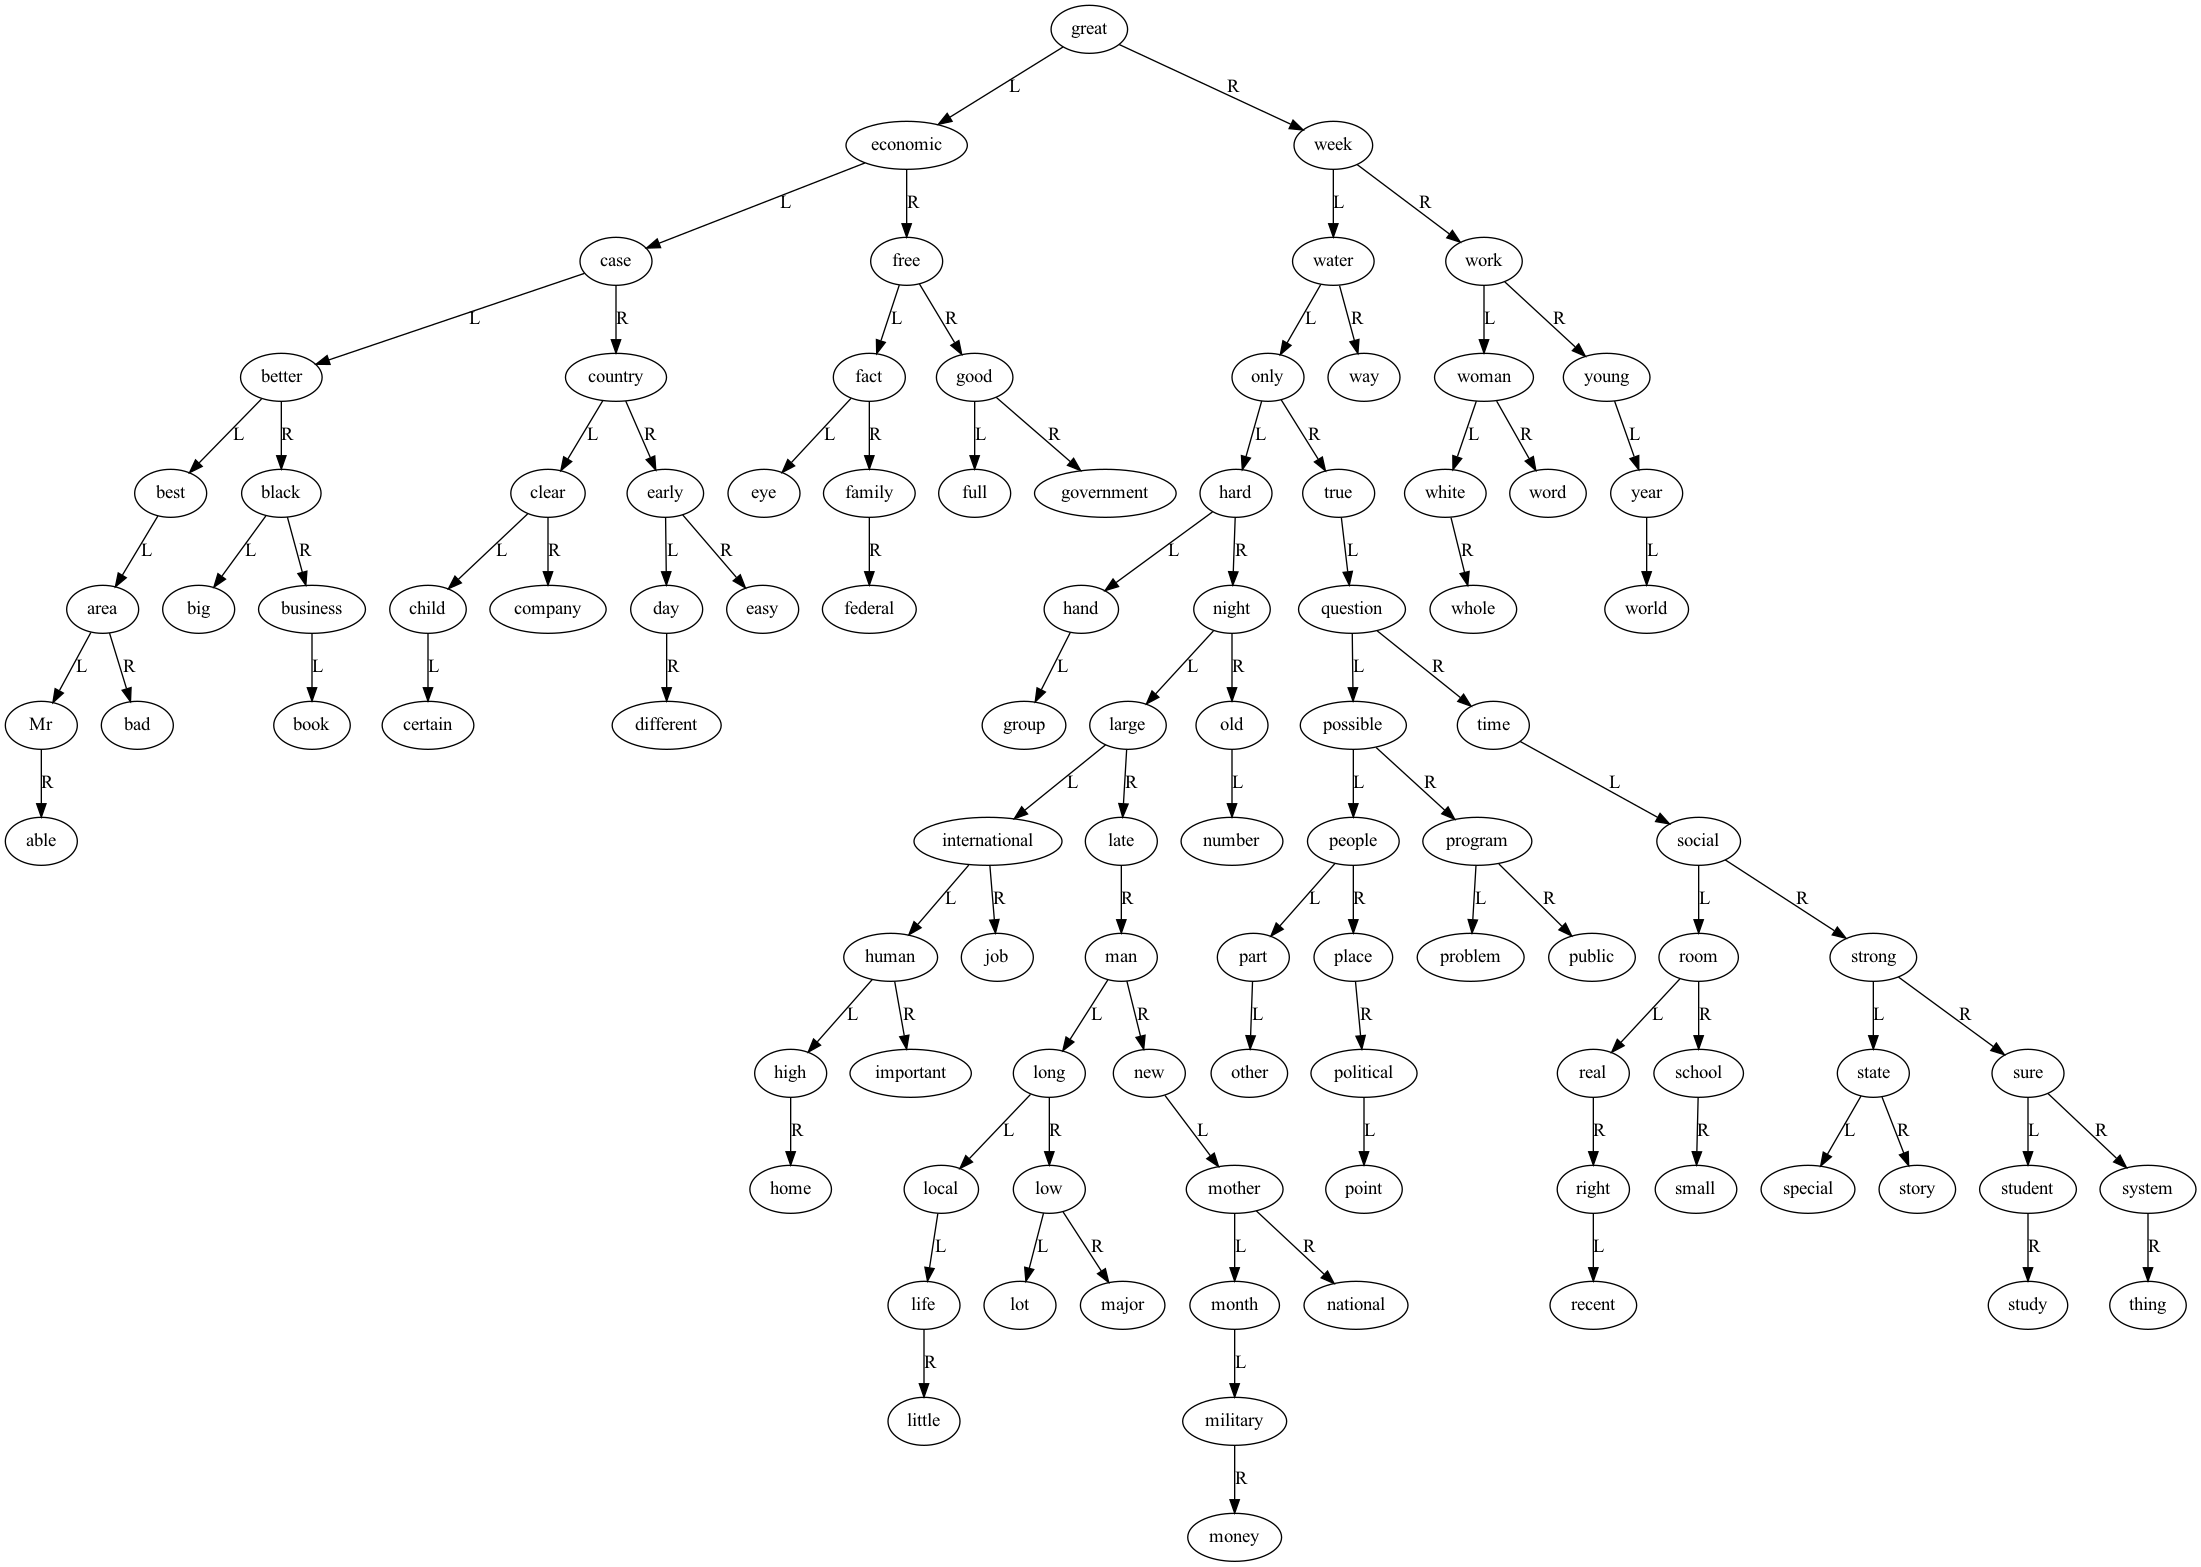 great
L R
economic week
L R L R
case free water work
L R L R L R L R
better country fact good only way woman young
L R L R L R L R L R L R L
best black clear early eye family full government hard true white word year
L L R L R L R R L R L R L
area big business child company day easy federal hand night question whole world
L R L L R L L R L R
Mr bad book certain different group large old possible time
R L R L L R L
able international late number people program social
L R R L R L R L R
human job man part place problem public room strong
L R L R L R L R L R
high important long new other political real school state sure
R L R L L R R L R L R
home local low mother point right small special story student system
L L R L R L R R
life lot major month national recent study thing
R L
little military
R
money